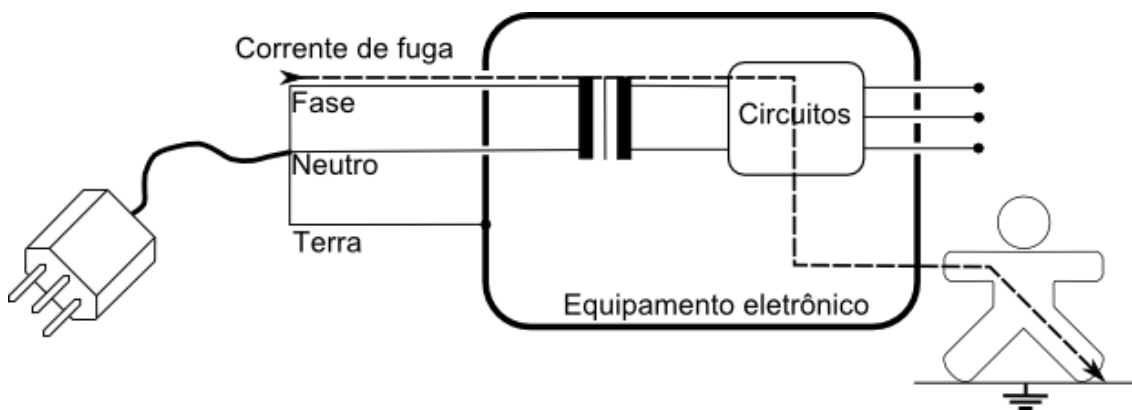 Corrente de fuga
Fase
Circuitos
Neutro
Terra
Equipamento eletrônico